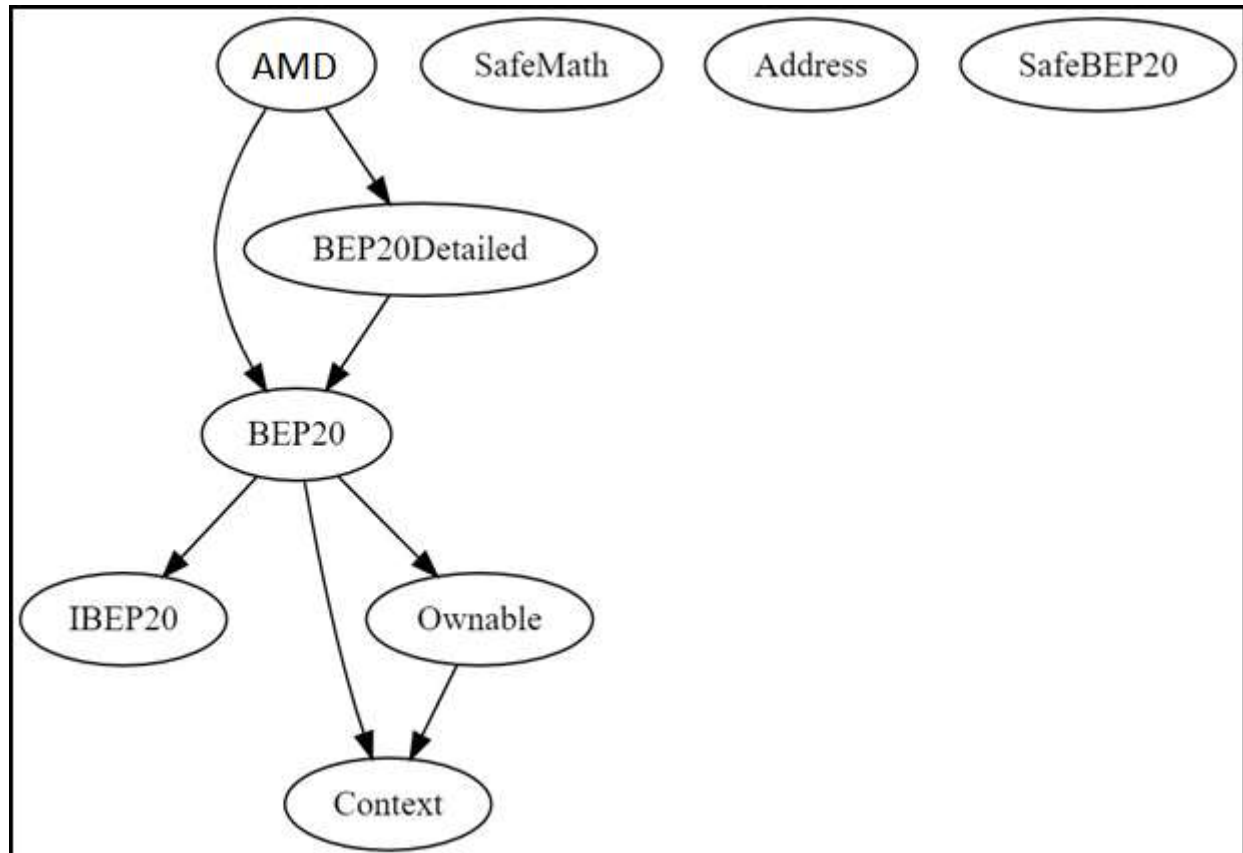 AMD
SafeMath
Address
SafeBEP20
BEP20Detailed
BEP20
IBEP20
Ownable
Context